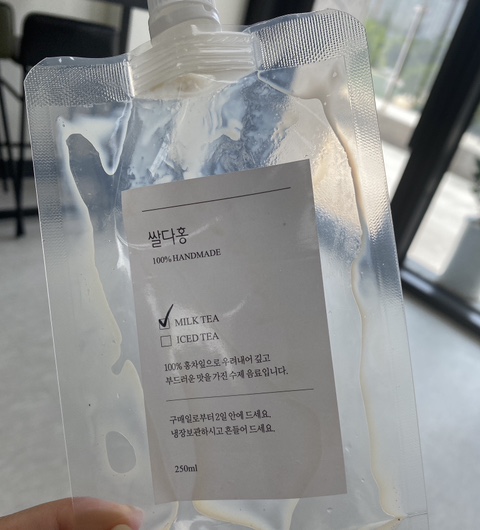 쌀다홍
100% HANDMADE
MILK TEA
ICED TEA
100% 홍차잎으로 우려내어 깊고
부드러운 맛을 가진 수제 음료입니다.
구매일로부터 2일 안에 드세요.
냉장보관하시고 흔들어 드세요.
250ml